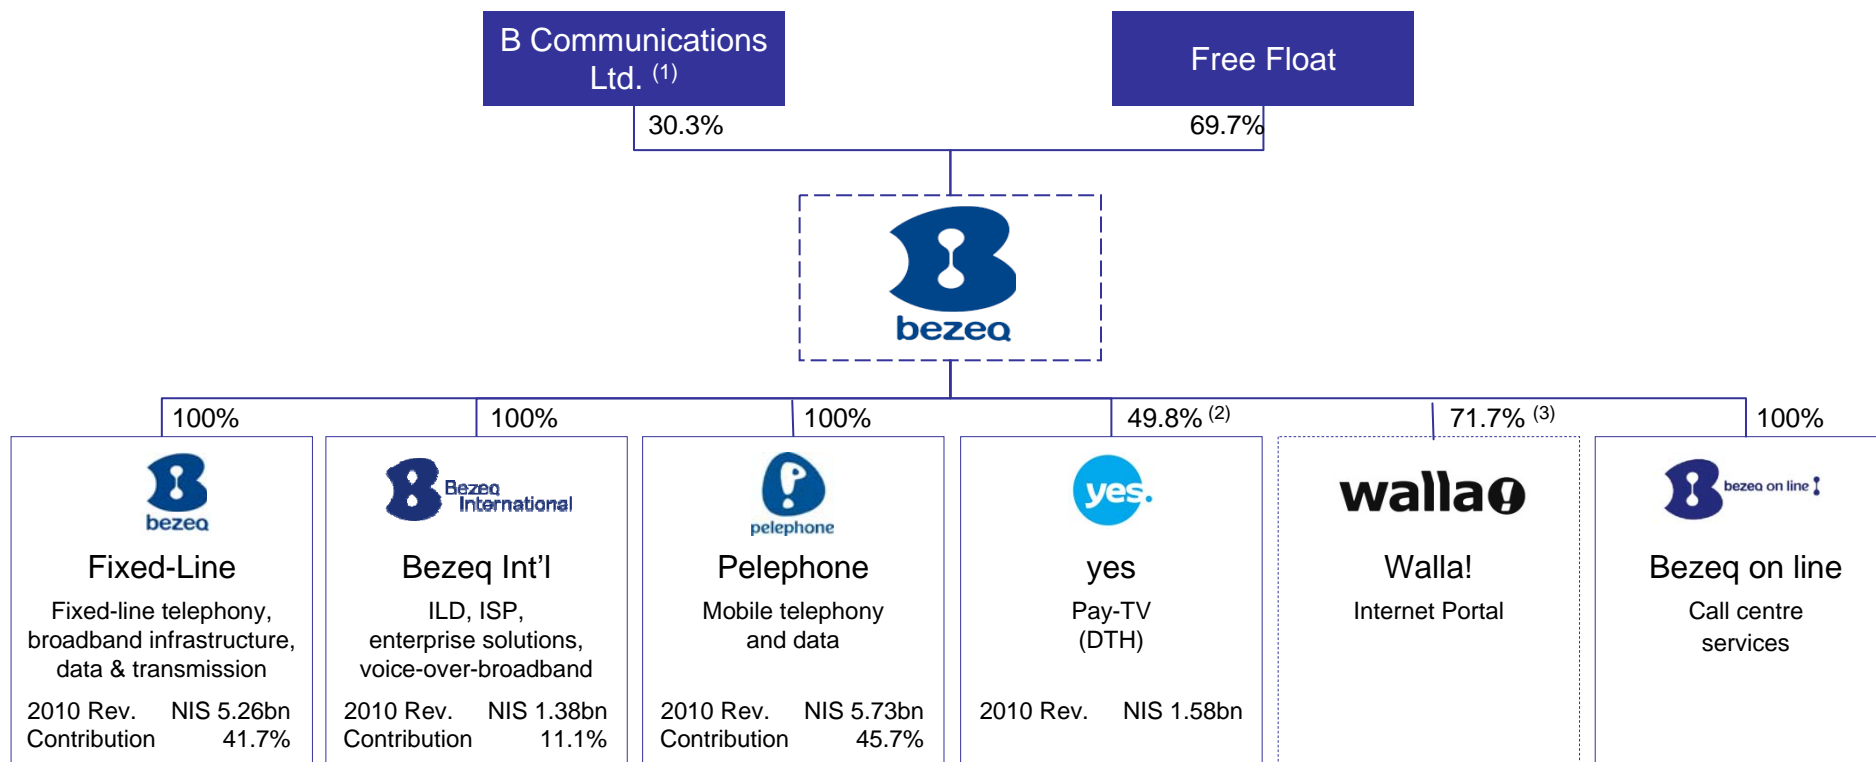 B Communications
Ltd. (1)
Free Float
30.3%
69.7%
bezeq
100%
100%
100%
49.8% (2)
71.7% (3)
100%
bezeq
Fixed-Line
Fixed-line telephony,
broadband infrastructure,
data & transmission
2010 Rev. NIS 5.26bn
Contribution 41.7%
Bezeq
International
Bezeq Int'l
ILD, ISP,
enterprise solutions,
voice-over-broadband
2010 Rev. NIS 1.38bn
Contribution 11.1%
pelephone
Pelephone
Mobile telephony
and data
2010 Rev. NIS 5.73bn
Contribution 45.7%
yes.
yes
Pay-TV
(DTH)
2010 Rev. NIS 1.58bn
walla!
Walla!
Internet Portal
bezeq on line
Bezeq on line
Call centre
services